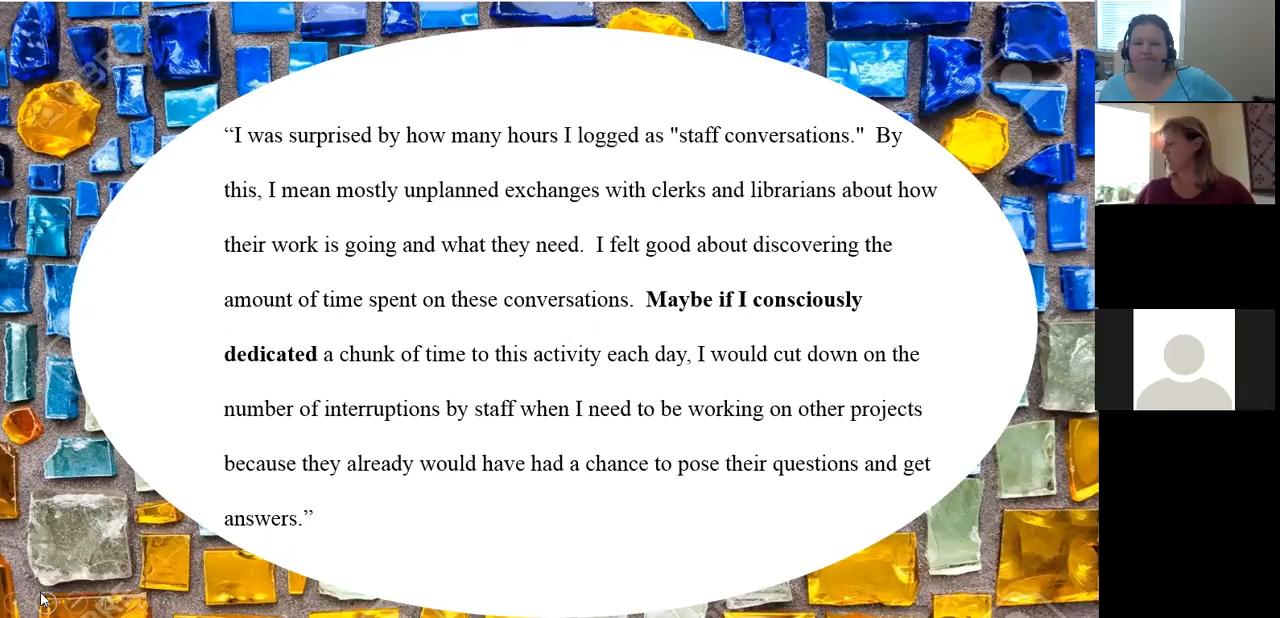 “I was surprised by how many hours I logged as "staff conversations." By
this, I mean mostly unplanned exchanges with clerks and librarians about how
their work is going and what they need. I felt good about discovering the
amount of time spent on these conversations. Maybe if I consciously
dedicated a chunk of time to this activity each day, I would cut down on the
number of interruptions by staff when I need to be working on other projects
because they already would have had a chance to pose their questions and get
answers.”